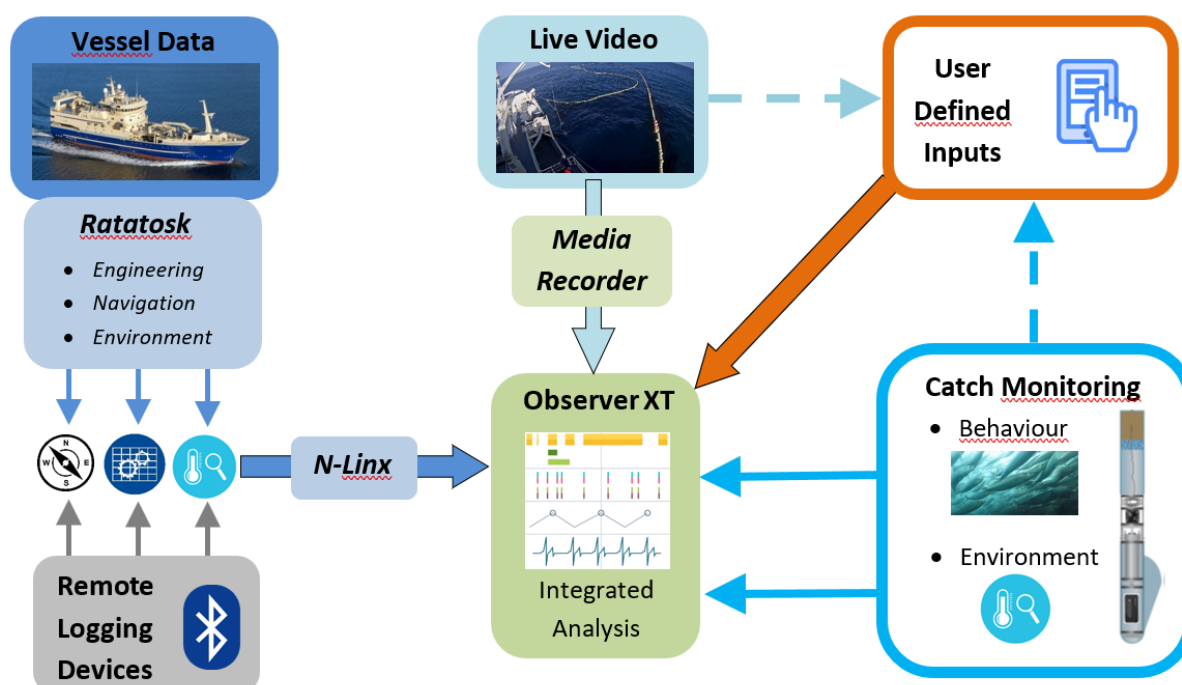 Vessel Data
Ratatosk
• Engineering
• Navigation
• Environment
N
W E
S
Remote
Logging
Devices
N-Linx
Live Video
Media
Recorder
Observer XT
Integrated
Analysis
User
Defined
Inputs
Catch Monitoring
• Behaviour
• Environment